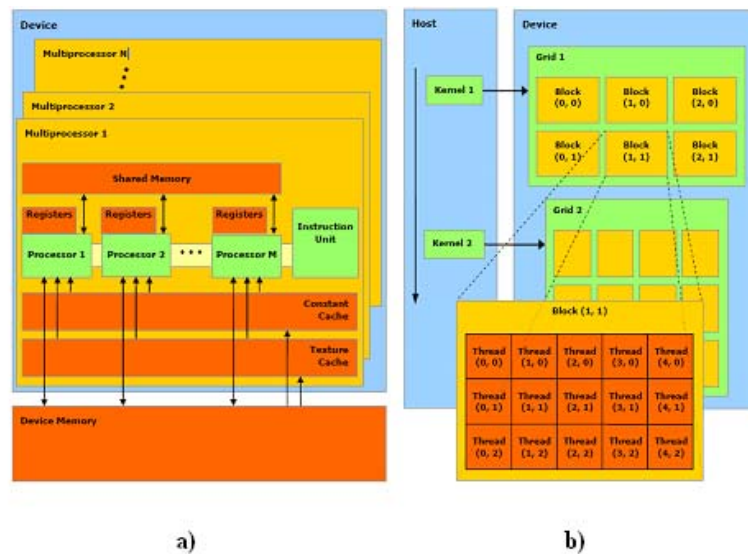 Device
Multiprocessor N
Multiprocessor 2
Multiprocessor 1
Shared Memory
Registers
Registers
Registers
Processor 1
Processor 2
Processor M
Instruction
Unit
Constant
Cache
Texture
Cache
Device Memory
a)
Host
Device
Kernel 1
Grid 1
Block
(0, 0)
Block
(1, 0)
Block
(2, 0)
Block
(0, 1)
Block
(1, 1)
Block
(2, 1)
Kernel 2
Grid 2
Block (1, 1)
Thread
(0, 0)
Thread
(1, 0)
Thread
(2, 0)
Thread
(3, 0)
Thread
(4, 0)
Thread
(0, 1)
Thread
(1, 1)
Thread
(2, 1)
Thread
(3, 1)
Thread
(4, 1)
Thread
(0, 2)
Thread
(1, 2)
Thread
(2, 2)
Thread
(3, 2)
Thread
(4, 2)
b)